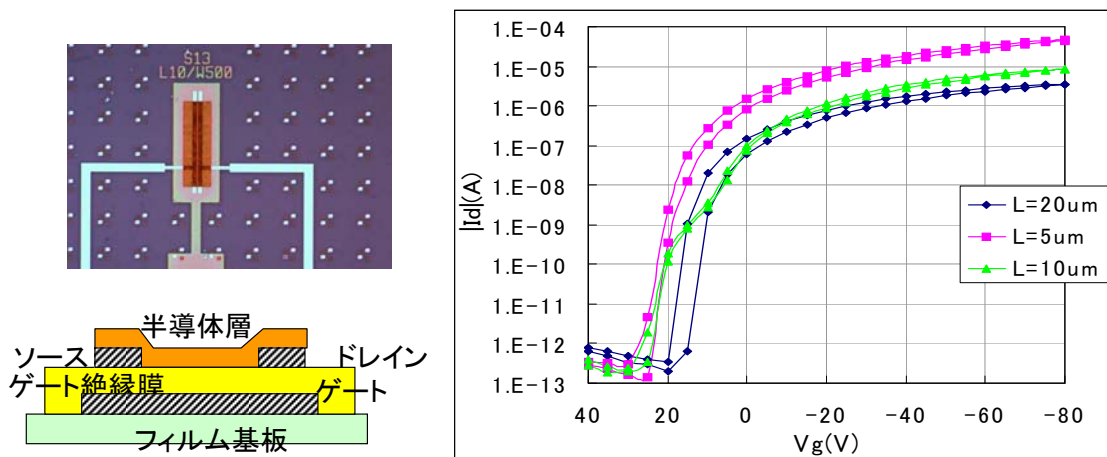 S13
L10/W500
半導体層
ソース
ドレイン
ゲート絶縁膜
ゲート
フィルム基板
1.E-04
1.E-05
1.E-06
1.E-07
1.E-08
1.E-09
1.E-10
1.E-11
1.E-12
1.E-13
|Id|(A)
40
20
0
-20
-40
-60
-80
Vg(V)
L=20um
L=5um
L=10um